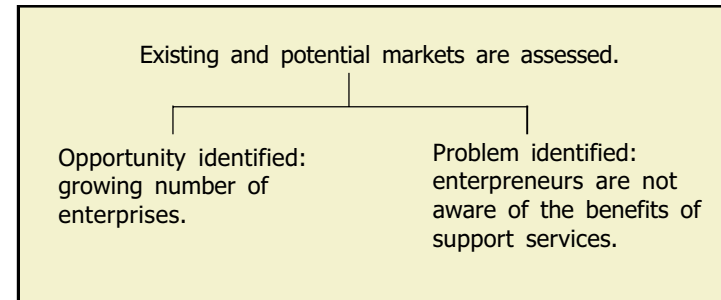 Existing and potential markets are assessed.
Opportunity identified:
growing number of
enterprises.
Problem identified:
enterpreneurs are not
aware of the benefits of
support services.